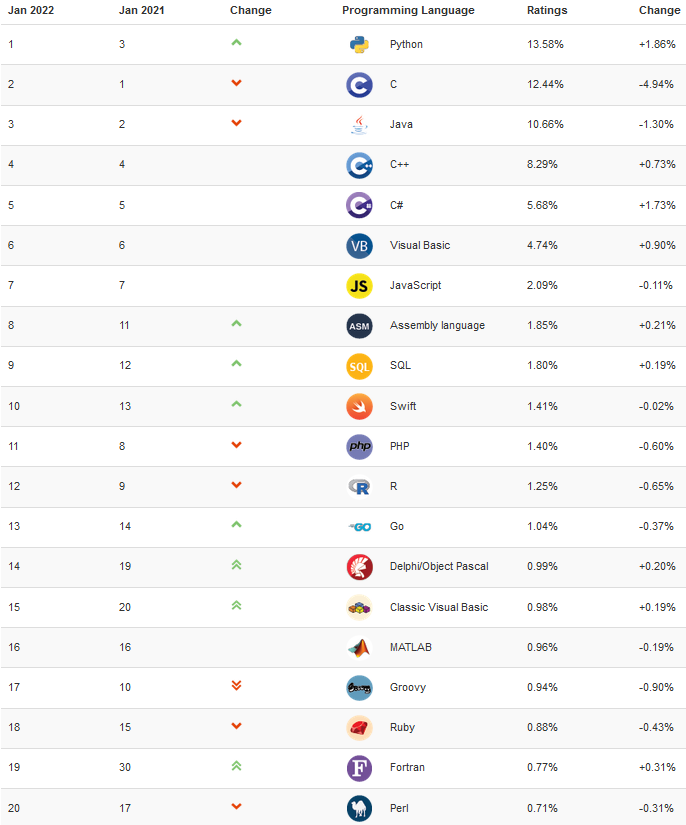 Jan 2022 Jan 2021 Change Programming Language Ratings Change
1 3 Python 13.58% +1.86%
2 1 C 12.44% -4.94%
3 2 Java 10.66% -1.30%
4 4 C++ 8.29% +0.73%
5 5 C# 5.68% +1.73%
6 6 VB Visual Basic 4.74% +0.90%
7 7 JS JavaScript 2.09% -0.11%
8 11 ASM Assembly language 1.85% +0.21%
9 12 SQL SQL 1.80% +0.19%
10 13 Swift 1.41% -0.02%
11 8 php PHP 1.40% -0.60%
12 9 R R 1.25% -0.65%
13 14 GO Go 1.04% -0.37%
14 19 Delphi/Object Pascal 0.99% +0.20%
15 20 Classic Visual Basic 0.98% +0.19%
16 16 MATLAB 0.96% -0.19%
17 10 Groovy 0.94% -0.90%
18 15 Ruby 0.88% -0.43%
19 30 F Fortran 0.77% +0.31%
20 17 Perl 0.71% -0.31%